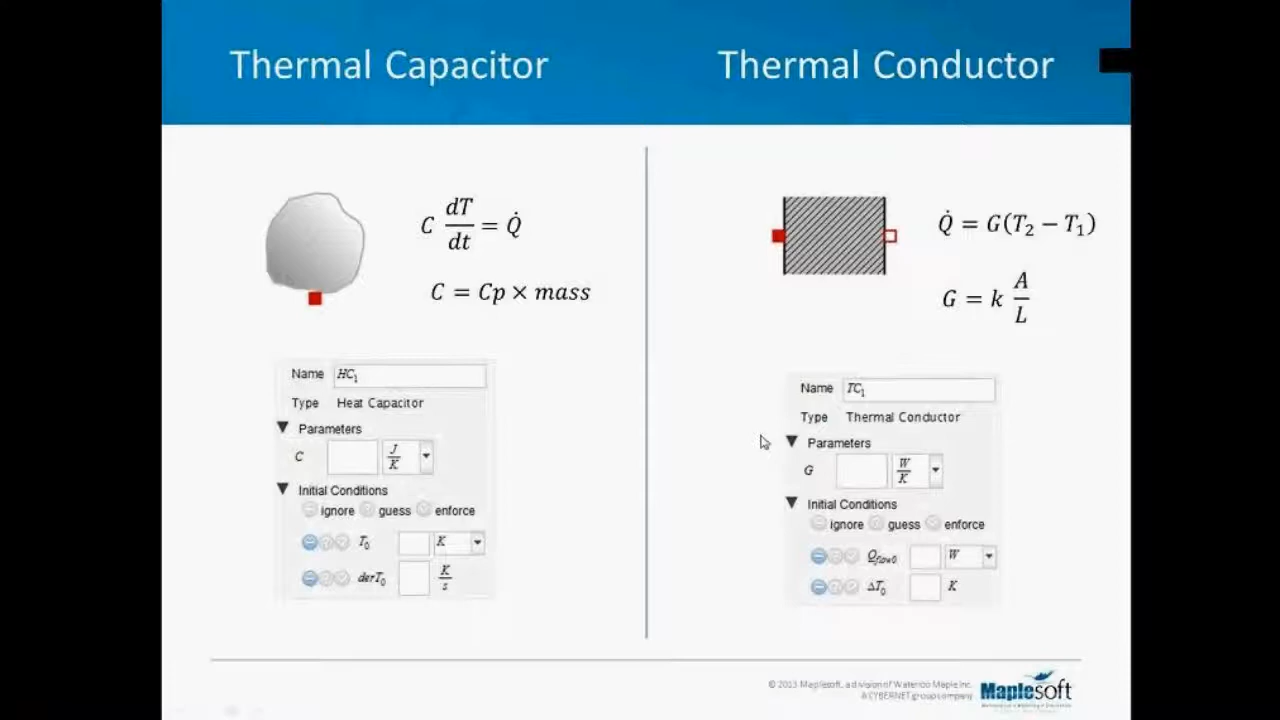 Thermal Capacitor
Thermal Conductor
C dT/dt = Q̇
C = Cp × mass
Name HC₁
Type Heat Capacitor
Parameters
C J/K
Initial Conditions
ignore guess enforce
T₀ K
derT₀ K/s
Q̇ = G(T₂ − T₁)
G = k A/L
Name TC₁
Type Thermal Conductor
Parameters
G W/K
Initial Conditions
ignore guess enforce
Q_flow0 W
ΔT₀ K
© 2013 Maplesoft, a division of Waterloo Maple Inc.
A CYBERNET group company
Maplesoft